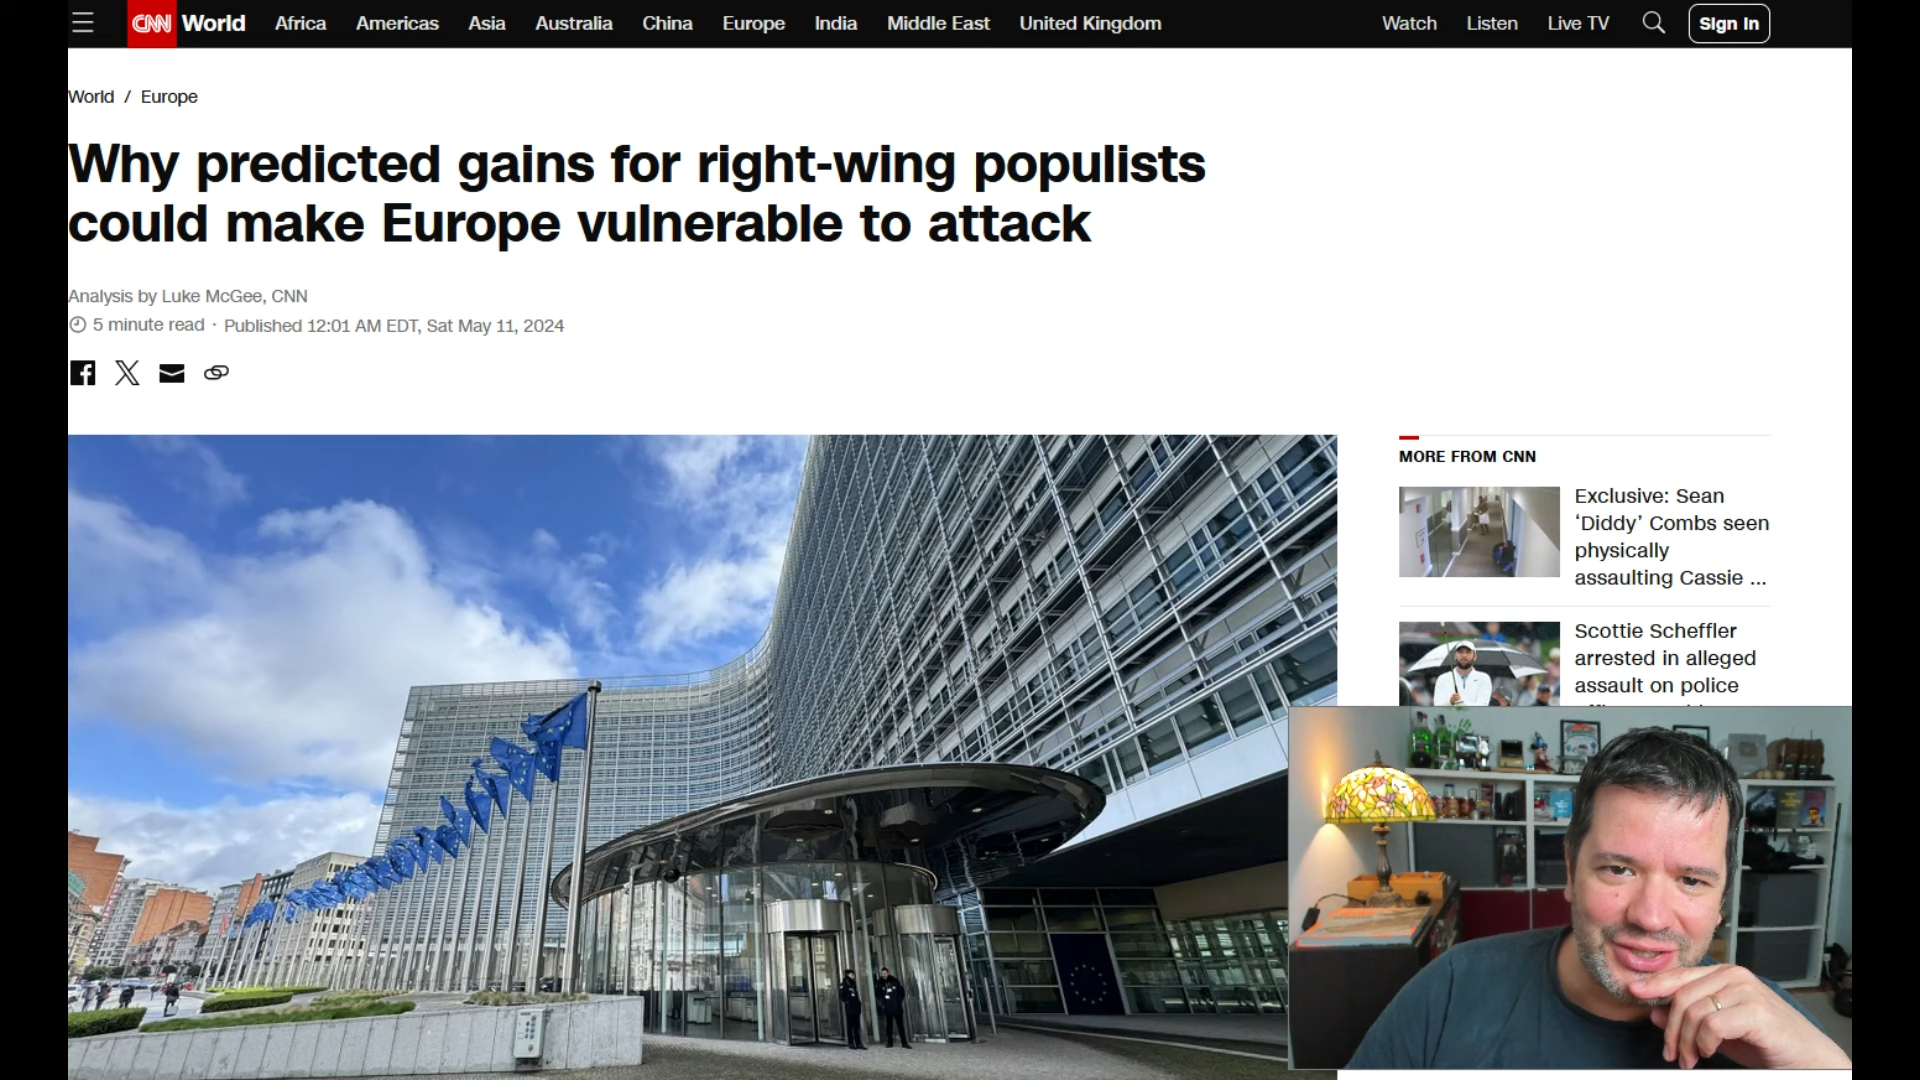 CNN World Africa Americas Asia Australia China Europe India Middle East United Kingdom Watch Listen Live TV Sign In
World / Europe
Why predicted gains for right-wing populists
could make Europe vulnerable to attack
Analysis by Luke McGee, CNN
5 minute read · Published 12:01 AM EDT, Sat May 11, 2024
MORE FROM CNN
Exclusive: Sean
‘Diddy’ Combs seen
physically
assaulting Cassie ...
Scottie Scheffler
arrested in alleged
assault on police